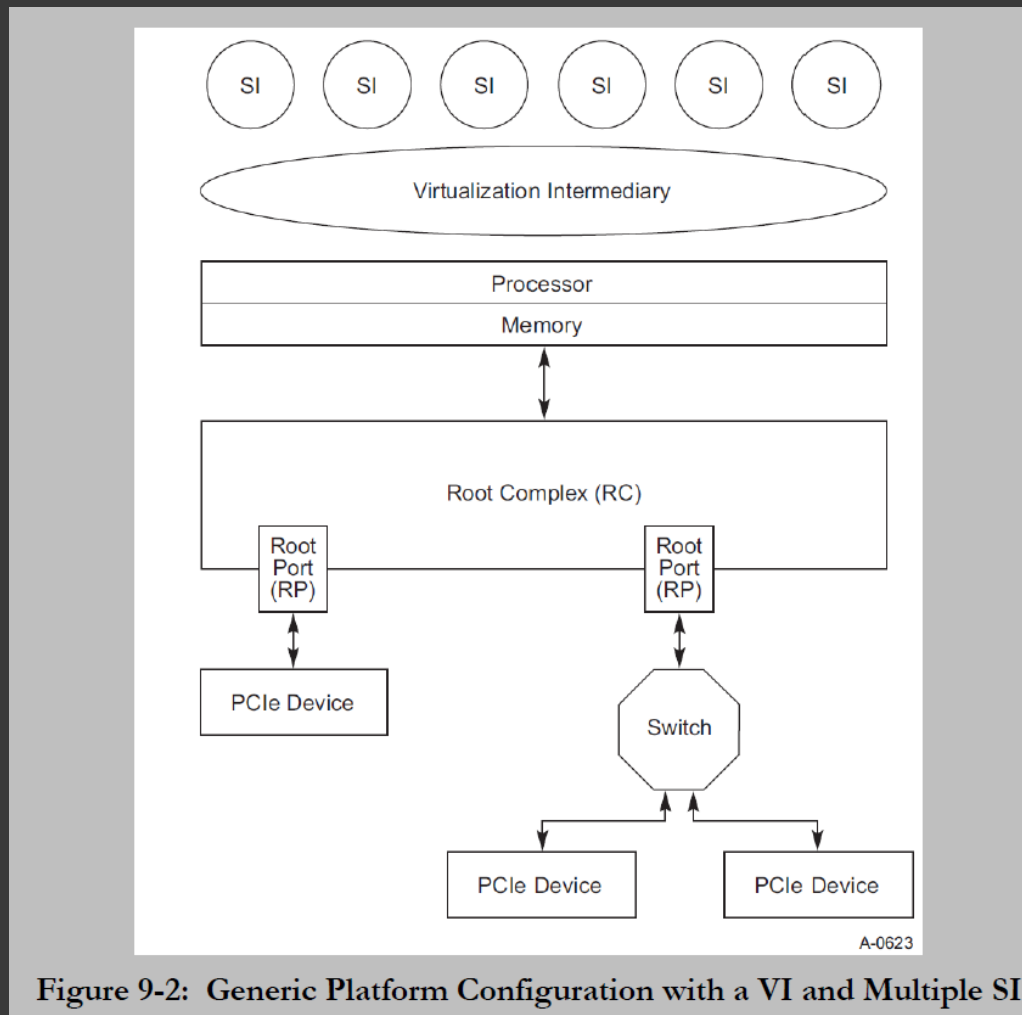 SI SI SI SI SI SI
Virtualization Intermediary
Processor
Memory
Root Complex (RC)
Root
Port
(RP)
Root
Port
(RP)
PCIe Device
Switch
PCIe Device
PCIe Device
A-0623
Figure 9-2: Generic Platform Configuration with a VI and Multiple SI